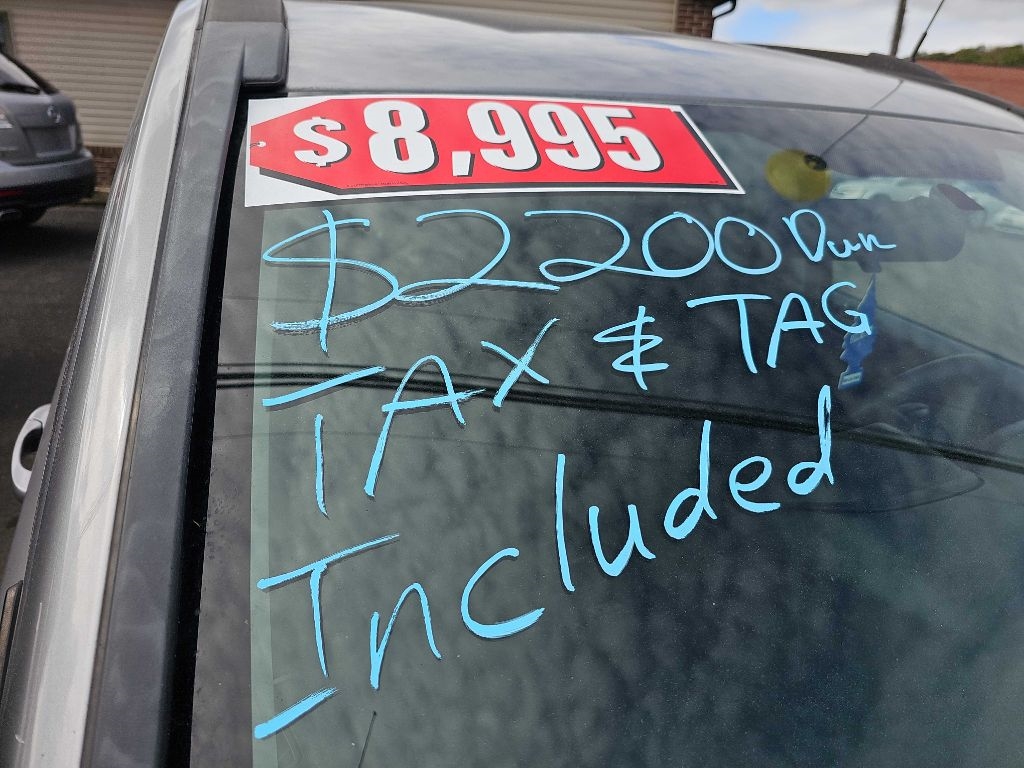 $8,995
$2200 Dwn
TAX & TAG
Included